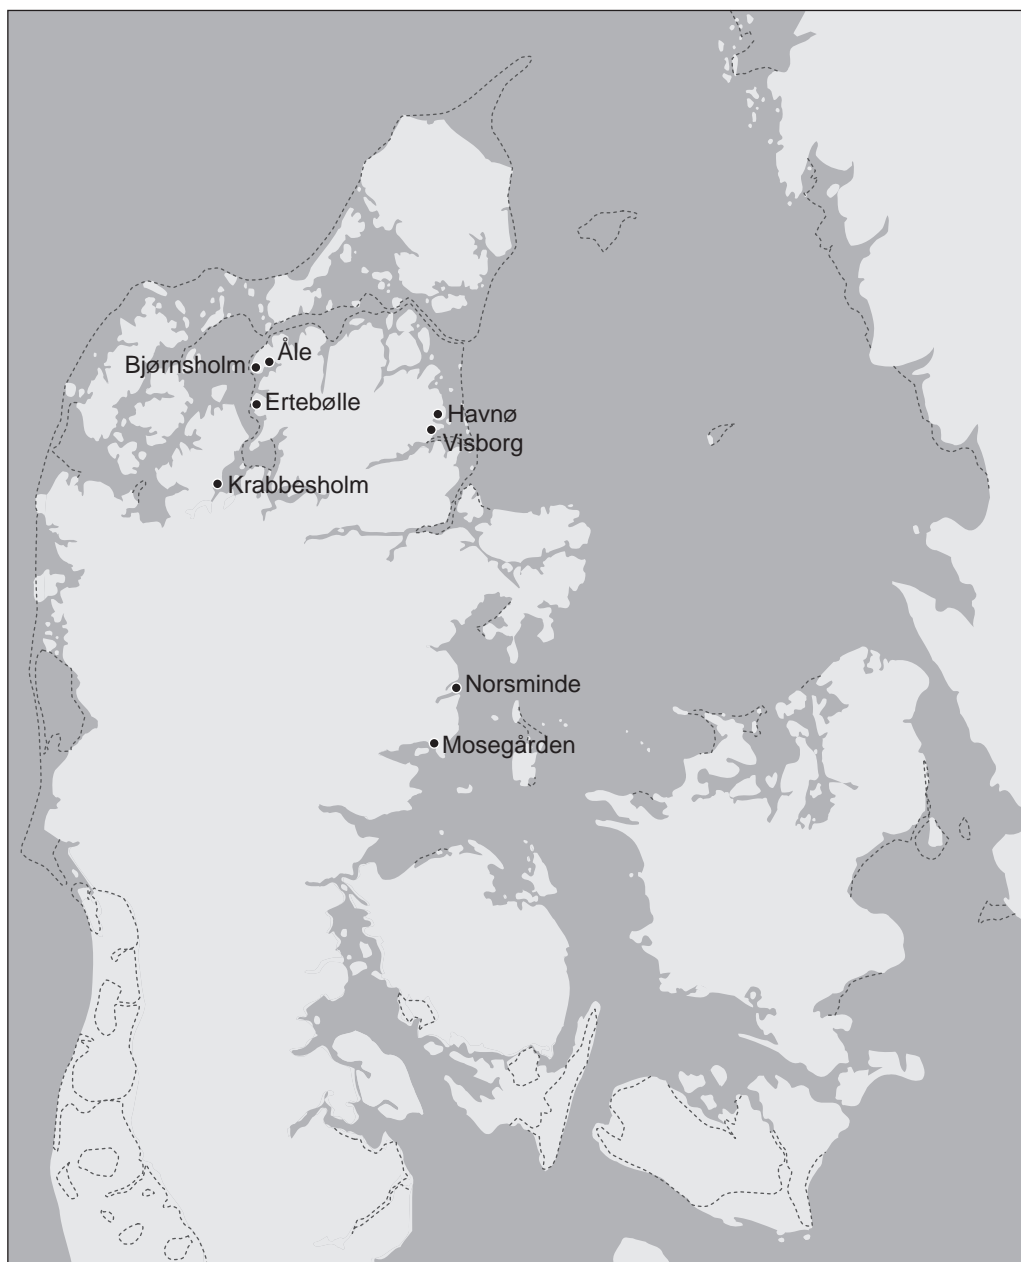 Åle
Bjørnsholm
Ertebølle
Havnø
Visborg
Krabbesholm
Norsminde
Mosegården